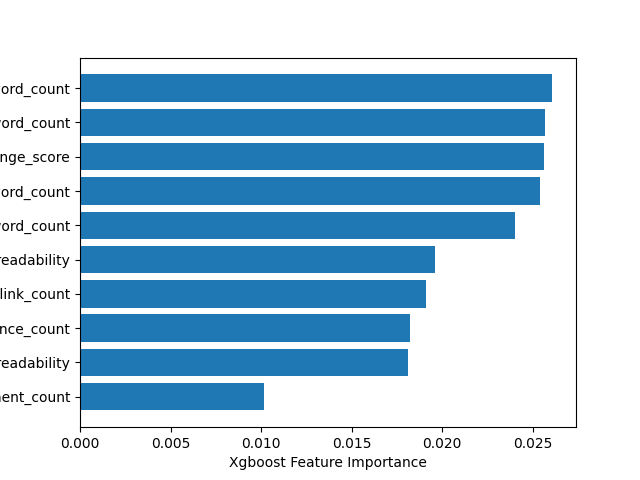 ord_count
ord_count
nge_score
ord_count
ord_count
readability
link_count
nce_count
readability
ent_count
0.000 0.005 0.010 0.015 0.020 0.025
Xgboost Feature Importance